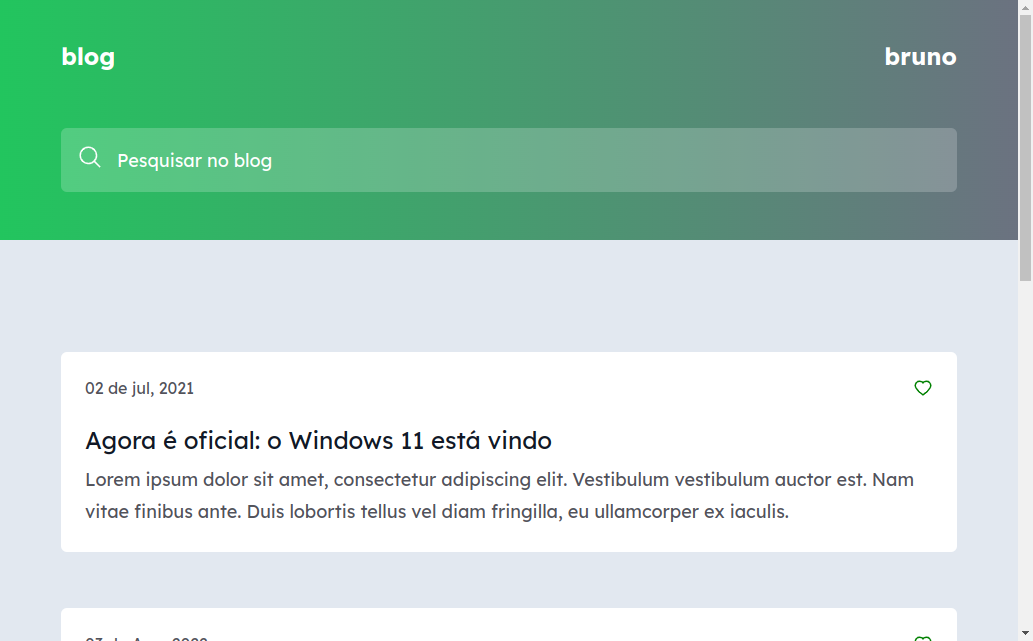 blog
bruno
Pesquisar no blog
02 de jul, 2021
Agora é oficial: o Windows 11 está vindo
Lorem ipsum dolor sit amet, consectetur adipiscing elit. Vestibulum vestibulum auctor est. Nam
vitae finibus ante. Duis lobortis tellus vel diam fringilla, eu ullamcorper ex iaculis.